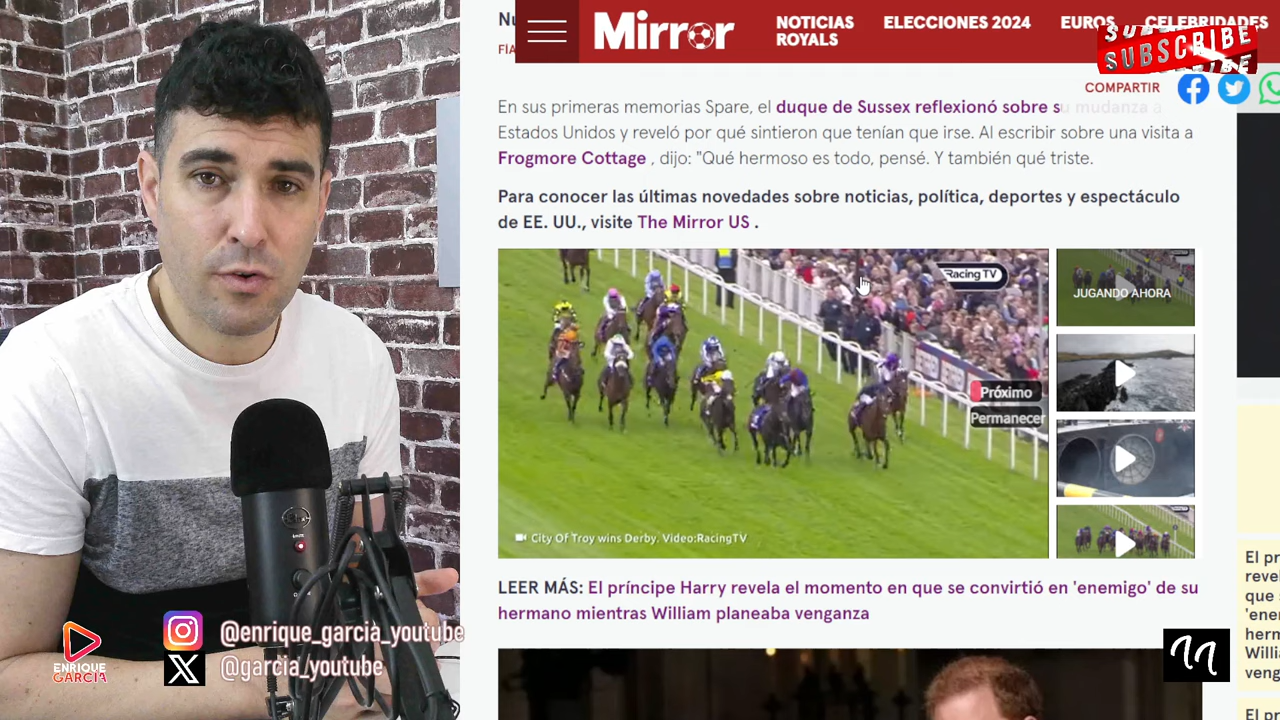 Mirror
NOTICIAS
ROYALS
ELECCIONES 2024
EUROS
CELEBRIDADES
SUBSCRIBE
COMPARTIR
En sus primeras memorias Spare, el duque de Sussex reflexionó sobre su mudanza a
Estados Unidos y reveló por qué sintieron que tenían que irse. Al escribir sobre una visita a
Frogmore Cottage , dijo: "Qué hermoso es todo, pensé. Y también qué triste.
Para conocer las últimas novedades sobre noticias, política, deportes y espectáculo
de EE. UU., visite The Mirror US .
Racing TV
JUGANDO AHORA
Próximo
Permanecer
City Of Troy wins Derby. Video:RacingTV
LEER MÁS: El príncipe Harry revela el momento en que se convirtió en 'enemigo' de su
hermano mientras William planeaba venganza
ENRIQUE
GARCIA
@enrique_garcia_youtube
@garcia_youtube